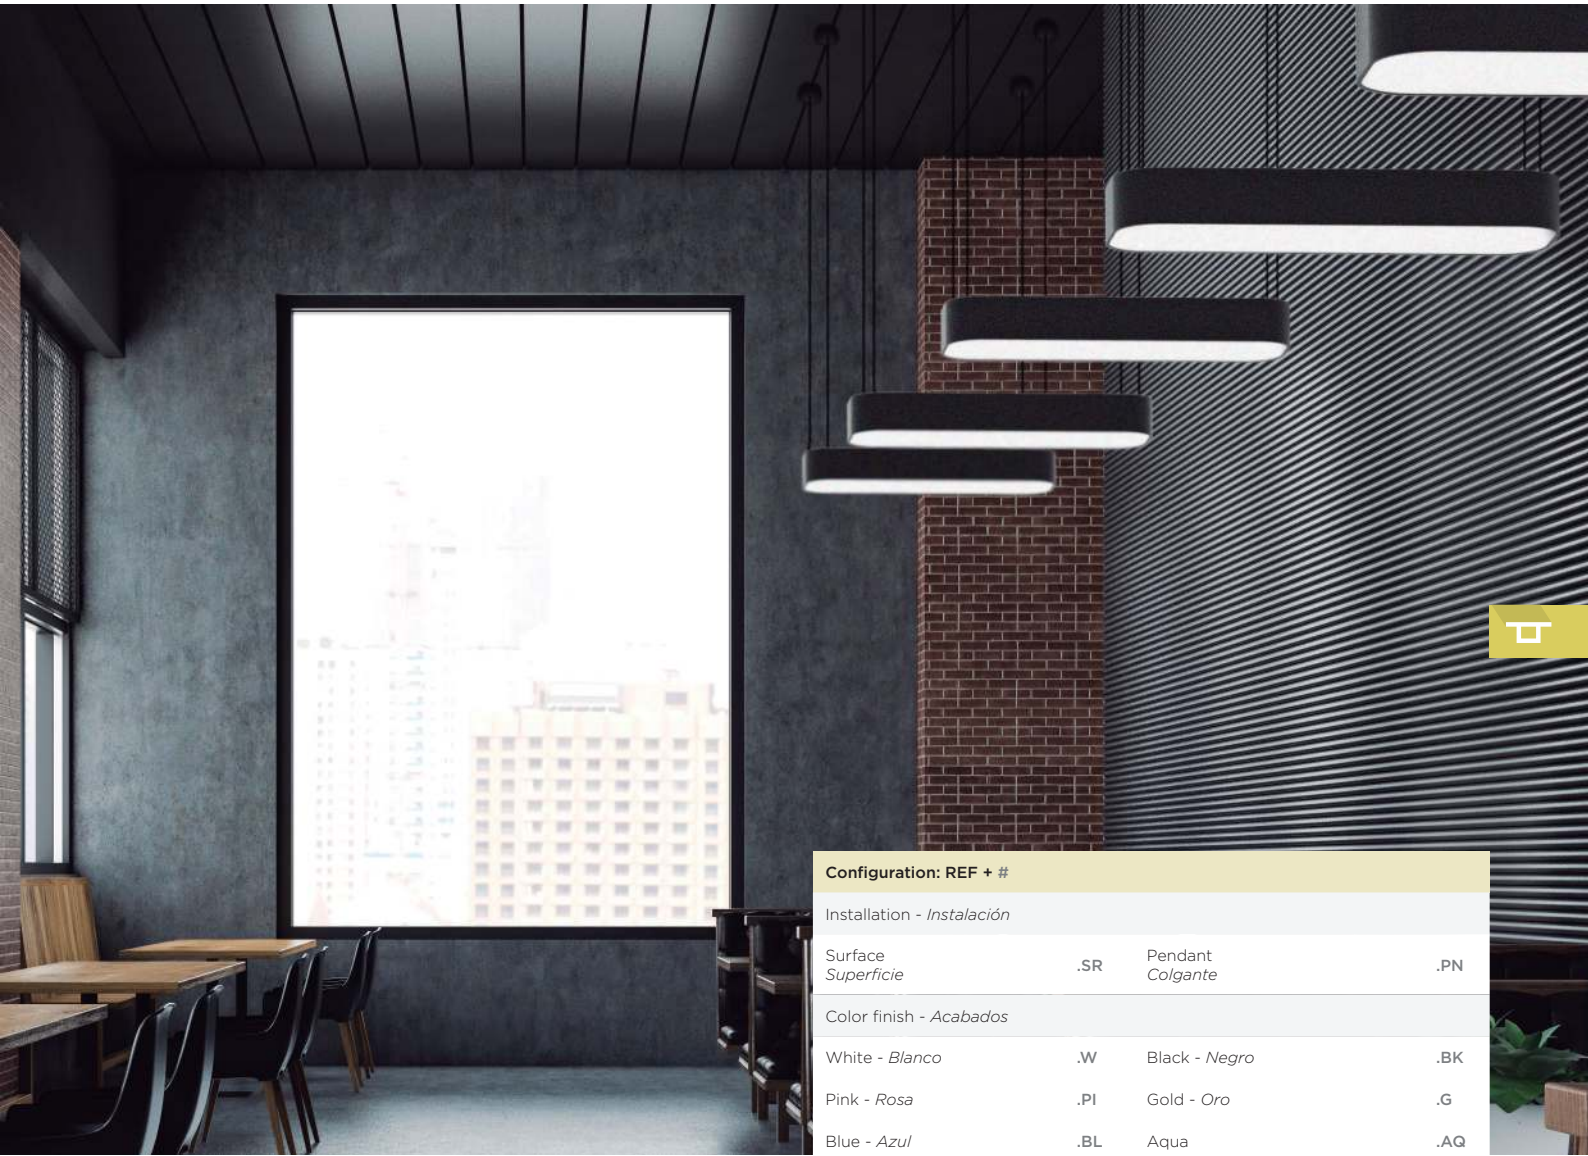 Configuration: REF + #
Installation - Instalación
Surface
Superficie
.SR
Pendant
Colgante
.PN
Color finish - Acabados
White - Blanco .W Black - Negro .BK
Pink - Rosa .PI Gold - Oro .G
Blue - Azul .BL Aqua .AQ